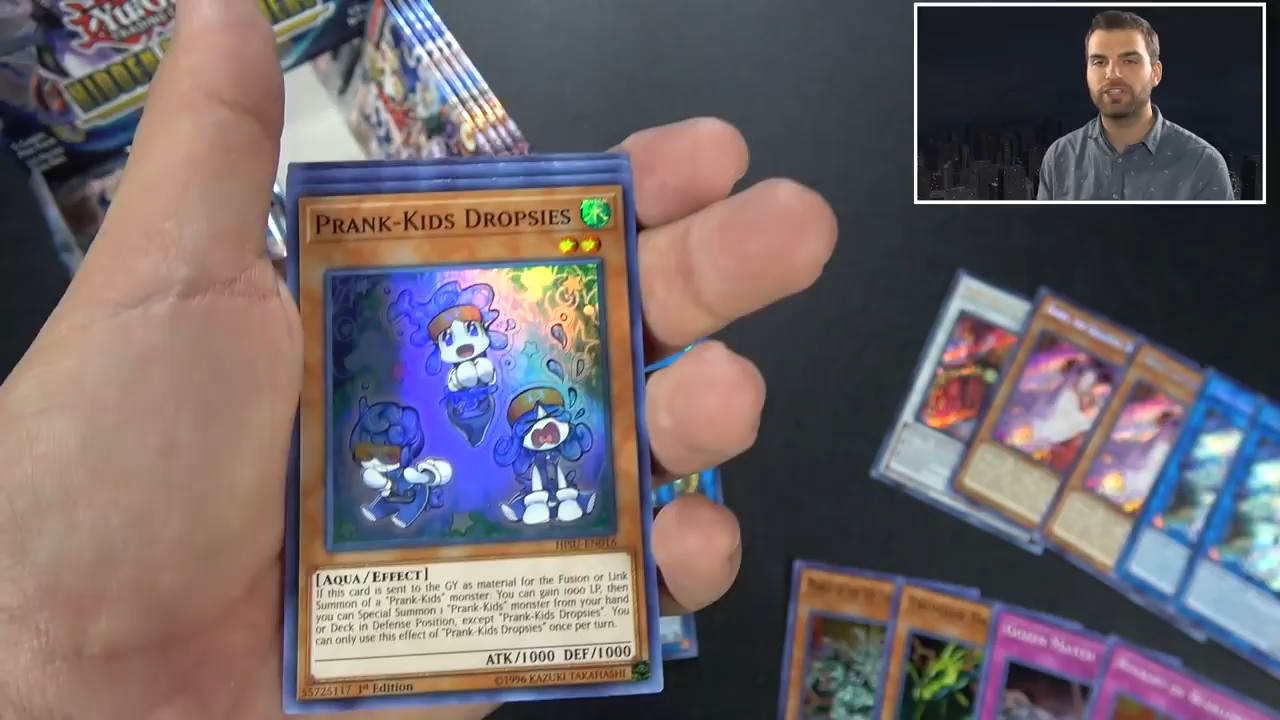 HIDDEN
PRANK-KIDS DROPSIES
HISU-EN016
[AQUA/EFFECT]
If this card is sent to the GY as material for the Fusion or Link
Summon of a "Prank-Kids" monster: You can gain 1000 LP, then
you can Special Summon 1 "Prank-Kids" monster from your hand
or Deck in Defense Position, except "Prank-Kids Dropsies". You
can only use this effect of "Prank-Kids Dropsies" once per turn.
ATK/1000 DEF/1000
55725117 1st Edition
©1996 KAZUKI TAKAHASHI